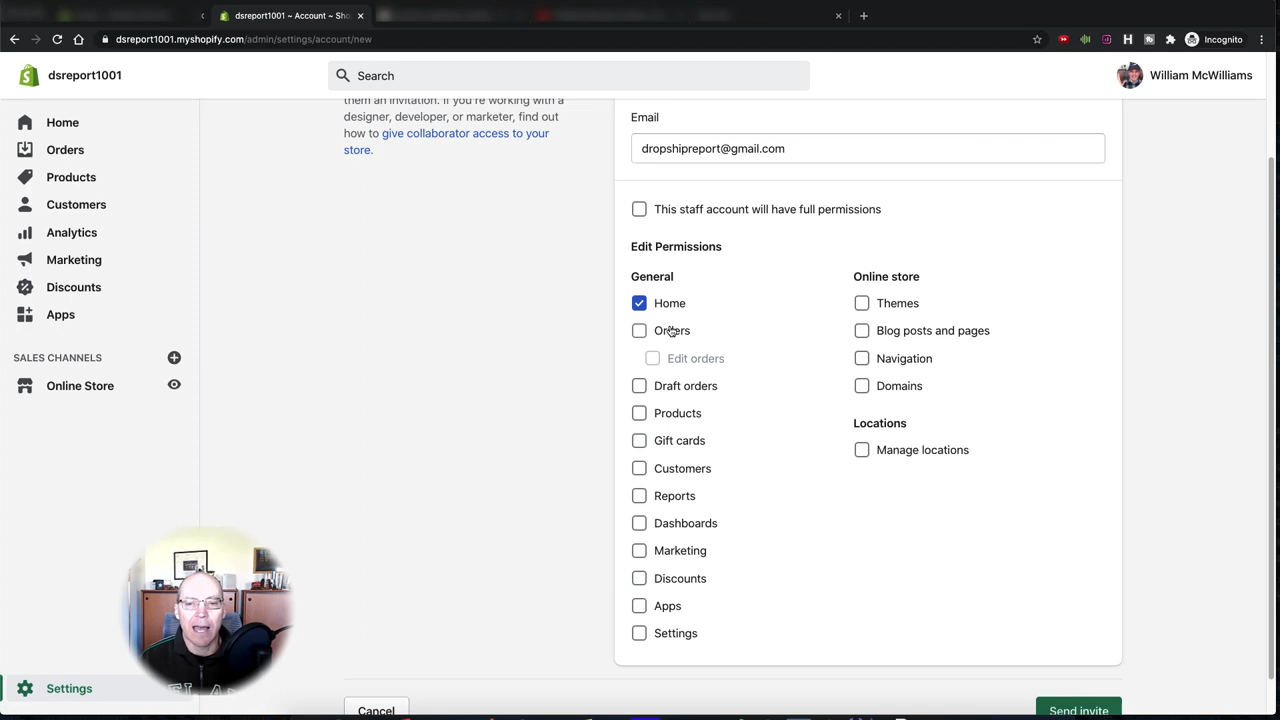 dsreport1001 ~ Account ~ Sho
dsreport1001.myshopify.com/admin/settings/account/new
Incognito
dsreport1001
Search
William McWilliams
Home
Orders
Products
Customers
Analytics
Marketing
Discounts
Apps
SALES CHANNELS
Online Store
Settings
them an invitation. If you're working with a
designer, developer, or marketer, find out
how to give collaborator access to your
store.
Email
dropshipreport@gmail.com
This staff account will have full permissions
Edit Permissions
General
Home
Orders
Edit orders
Draft orders
Products
Gift cards
Customers
Reports
Dashboards
Marketing
Discounts
Apps
Settings
Online store
Themes
Blog posts and pages
Navigation
Domains
Locations
Manage locations
Cancel
Send invite